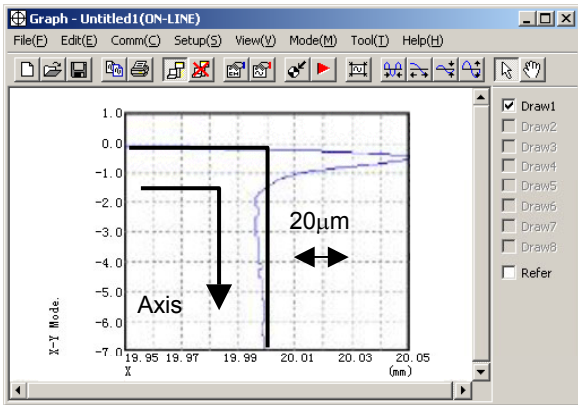 Graph - Untitled1(ON-LINE)
File(F) Edit(E) Comm(C) Setup(S) View(V) Mode(M) Tool(T) Help(H)
1.0
0.0
-1.0
-2.0
-3.0
-4.0
-5.0
-6.0
-7.0
X-Y Mode.
20μm
Axis
19.95 19.97 19.99 20.01 20.03 20.05
X (mm)
Draw1
Draw2
Draw3
Draw4
Draw5
Draw6
Draw7
Draw8
Refer